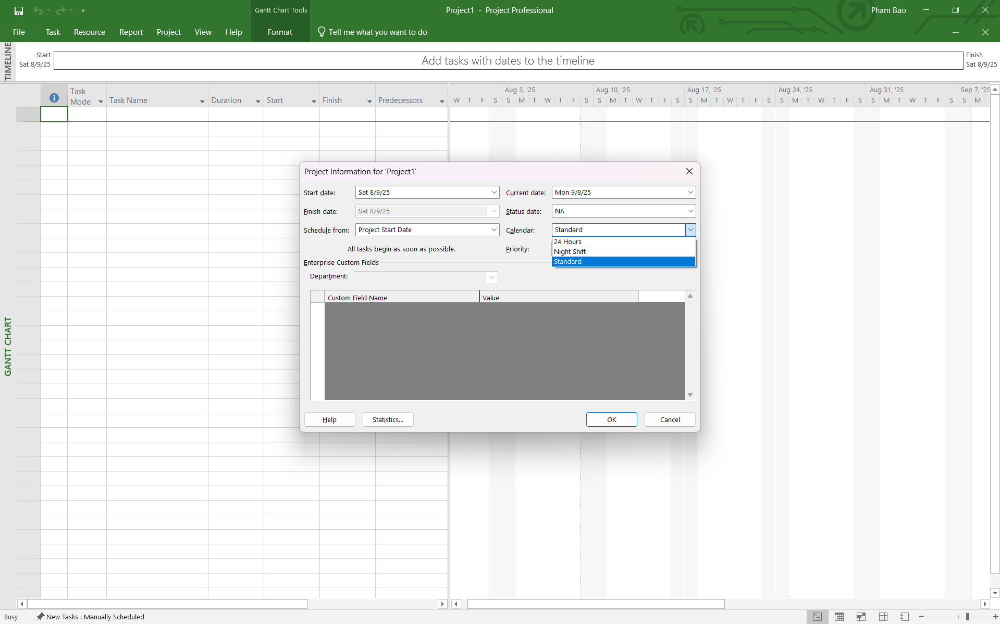 Gantt Chart Tools
Project1 - Project Professional
Pham Bao
File Task Resource Report Project View Help Format Tell me what you want to do
TIMELINE
Start
Sat 8/9/25
Add tasks with dates to the timeline
Finish
Sat 8/9/25
Task Mode Task Name Duration Start Finish Predecessors
Aug 3, '25 Aug 10, '25 Aug 17, '25 Aug 24, '25 Aug 31, '25 Sep 7, '25
W T F S S M T W T F S S M T W T F S S M T W T F S S M T W T F S S M T W T F S S M
GANTT CHART
Project Information for 'Project1'
Start date: Sat 8/9/25 Current date: Mon 9/8/25
Finish date: Sat 8/9/25 Status date: NA
Schedule from: Project Start Date Calendar: Standard
24 Hours
All tasks begin as soon as possible. Priority: Night Shift
Enterprise Custom Fields Standard
Department:
Custom Field Name Value
Help Statistics... OK Cancel
Busy New Tasks : Manually Scheduled